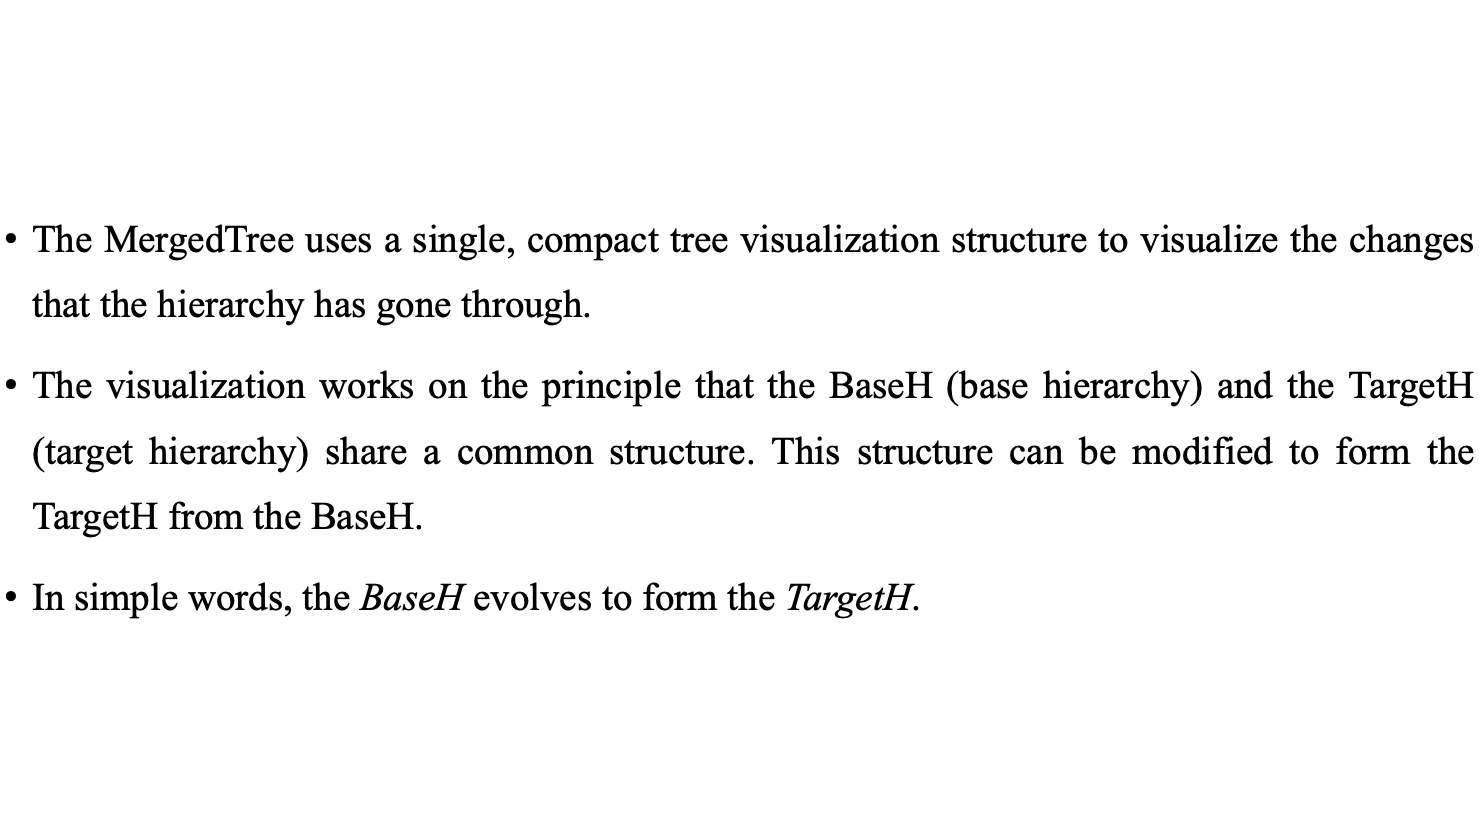 • The MergedTree uses a single, compact tree visualization structure to visualize the changes
that the hierarchy has gone through.
• The visualization works on the principle that the BaseH (base hierarchy) and the TargetH
(target hierarchy) share a common structure. This structure can be modified to form the
TargetH from the BaseH.
• In simple words, the BaseH evolves to form the TargetH.